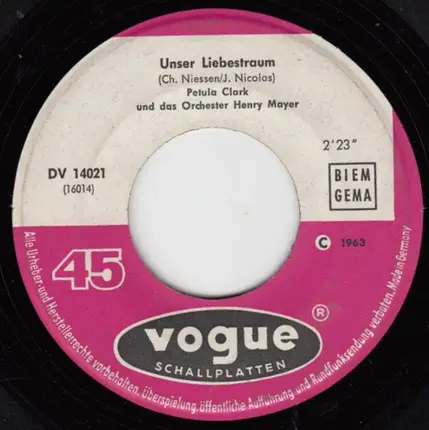 Unser Liebestraum
(Ch. Niessen/J. Nicolas)
Petula Clark
und das Orchester Henry Mayer
2'23"
DV 14021
(16014)
BIEM
GEMA
45
C 1963
®
vogue
SCHALLPLATTEN
Alle Urheber-und Herstellerrechte vorbehalten. Überspielung, öffentliche Aufführung und Rundfunksendung verboten. Made in Germany